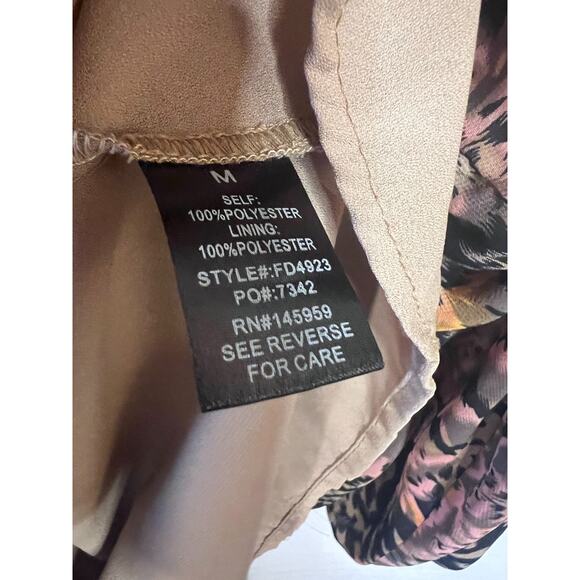 M
SELF:
100%POLYESTER
LINING:
100%POLYESTER
STYLE#:FD4923
PO#:7342
RN#145959
SEE REVERSE
FOR CARE